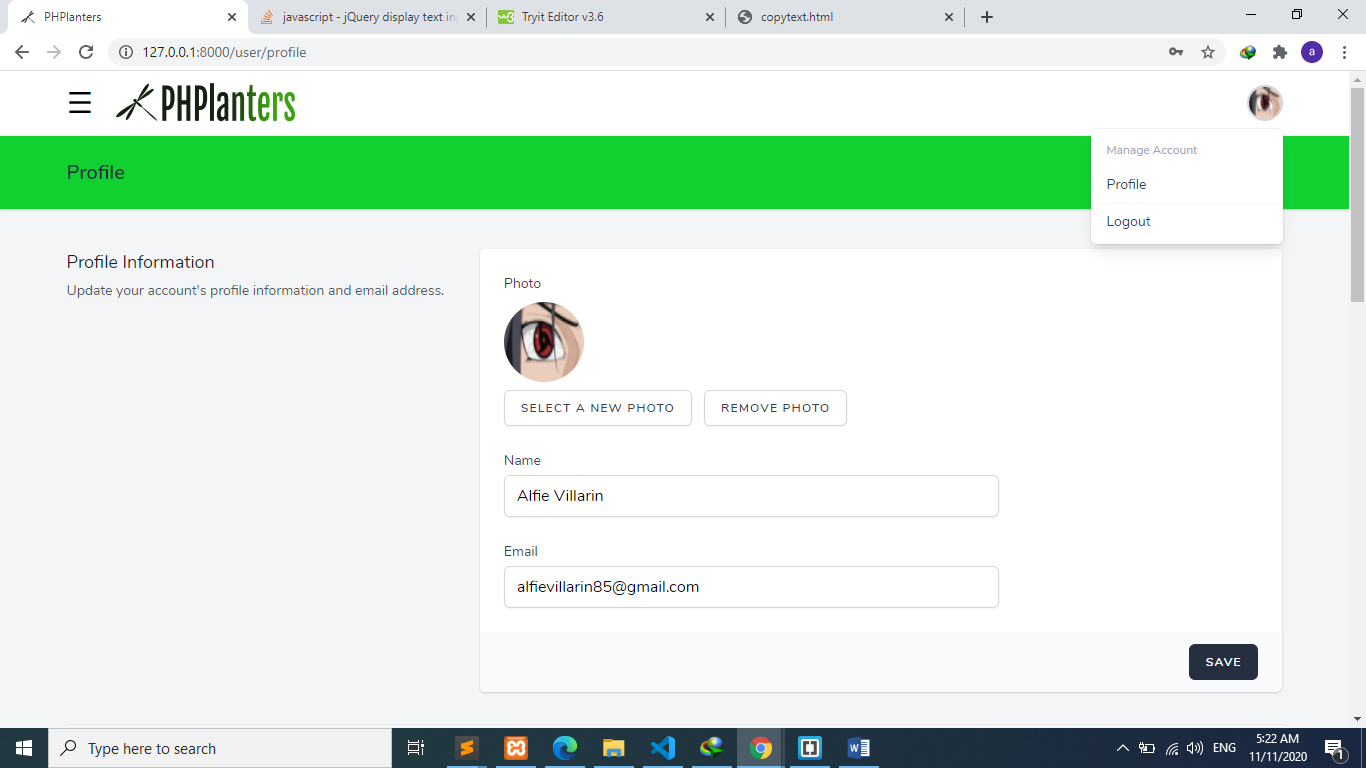 PHPlanters
javascript - jQuery display text in
Tryit Editor v3.6
copytext.html
127.0.0.1:8000/user/profile
a
PHPlanters
Manage Account
Profile
Profile
Logout
Profile Information
Update your account's profile information and email address.
Photo
SELECT A NEW PHOTO
REMOVE PHOTO
Name
Alfie Villarin
Email
alfievillarin85@gmail.com
SAVE
Type here to search
ENG
5:22 AM
11/11/2020
1